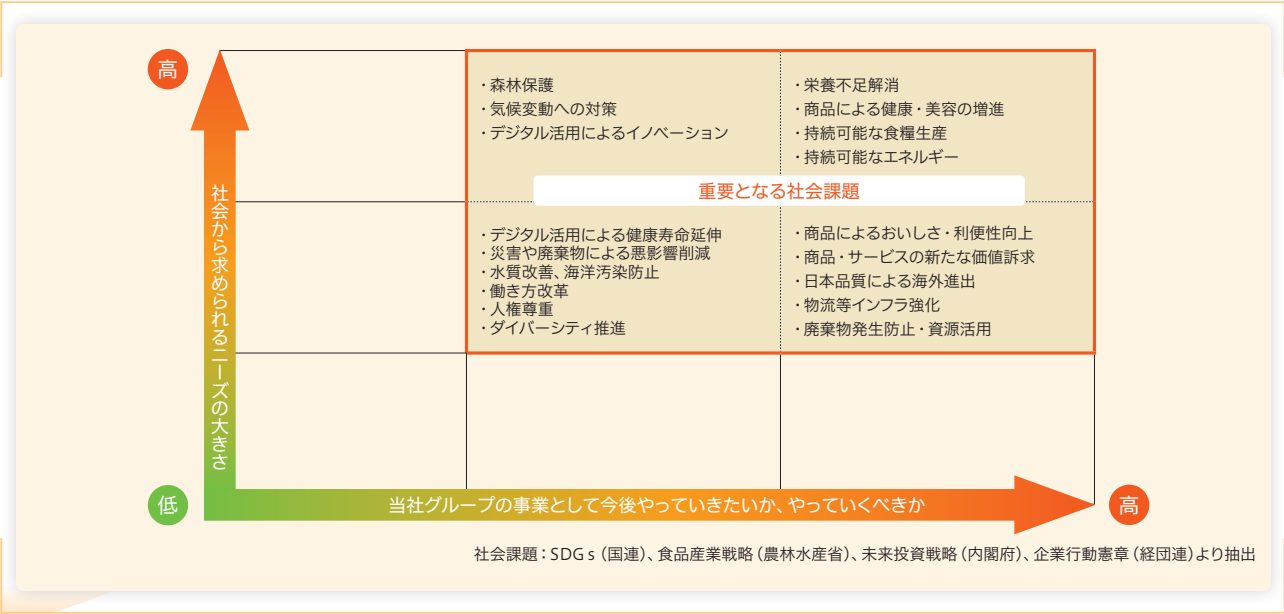 高
社会から求められるニーズの大きさ
・森林保護
・気候変動への対策
・デジタル活用によるイノベーション
・栄養不足解消
・商品による健康・美容の増進
・持続可能な食糧生産
・持続可能なエネルギー
重要となる社会課題
・デジタル活用による健康寿命延伸
・災害や廃棄物による悪影響削減
・水質改善、海洋汚染防止
・働き方改革
・人権尊重
・ダイバーシティ推進
・商品によるおいしさ・利便性向上
・商品・サービスの新たな価値訴求
・日本品質による海外進出
・物流等インフラ強化
・廃棄物発生防止・資源活用
低
当社グループの事業として今後やっていきたいか、やっていくべきか
高
社会課題：SDGｓ（国連）、食品産業戦略（農林水産省）、未来投資戦略（内閣府）、企業行動憲章（経団連）より抽出